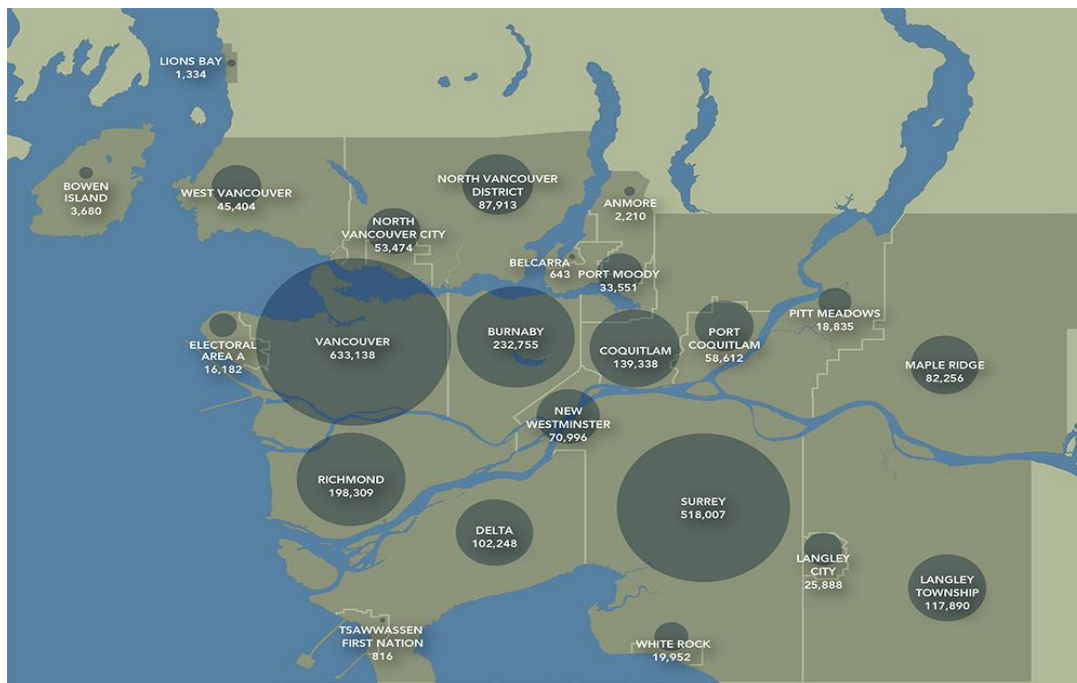 LIONS BAY
1,334
BOWEN
ISLAND
3,680
WEST VANCOUVER
45,404
NORTH VANCOUVER
DISTRICT
87,913
NORTH
VANCOUVER CITY
53,474
ANMORE
2,210
BELCARRA
643
PORT MOODY
33,551
ELECTORAL
AREA A
16,182
VANCOUVER
633,138
BURNABY
232,755
COQUITLAM
139,338
PORT
COQUITLAM
58,612
PITT MEADOWS
18,835
MAPLE RIDGE
82,256
NEW
WESTMINSTER
70,996
RICHMOND
198,309
DELTA
102,248
SURREY
518,007
LANGLEY
CITY
25,888
LANGLEY
TOWNSHIP
117,890
TSAWWASSEN
FIRST NATION
816
WHITE ROCK
19,952